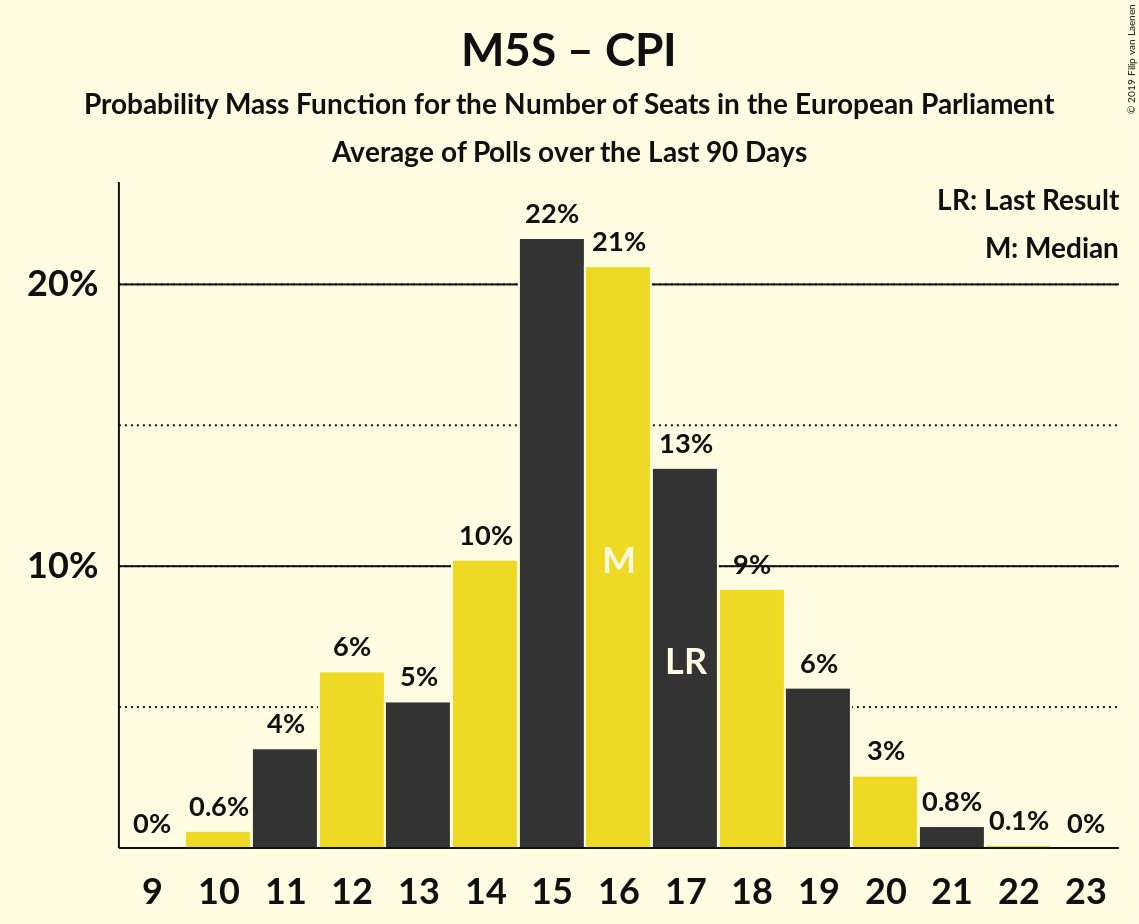 M5S – CPI
Probability Mass Function for the Number of Seats in the European Parliament
Average of Polls over the Last 90 Days
© 2019 Filip van Laenen
LR: Last Result
M: Median
20%
10%
0%
0.6%
4%
6%
5%
10%
22%
21%
13%
9%
6%
3%
0.8%
0.1%
0%
M
LR
9 10 11 12 13 14 15 16 17 18 19 20 21 22 23